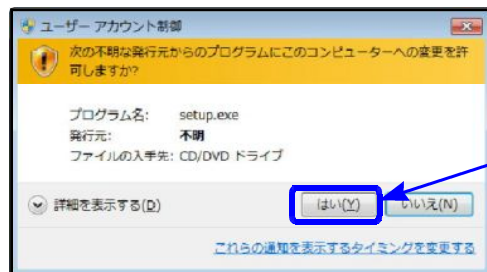 ユーザー アカウント制御
次の不明な発行元からのプログラムにこのコンピューターへの変更を許
可しますか?
プログラム名: setup.exe
発行元: 不明
ファイルの入手先: CD/DVD ドライブ
詳細を表示する(D)
はい(Y)
いいえ(N)
これらの通知を表示するタイミングを変更する